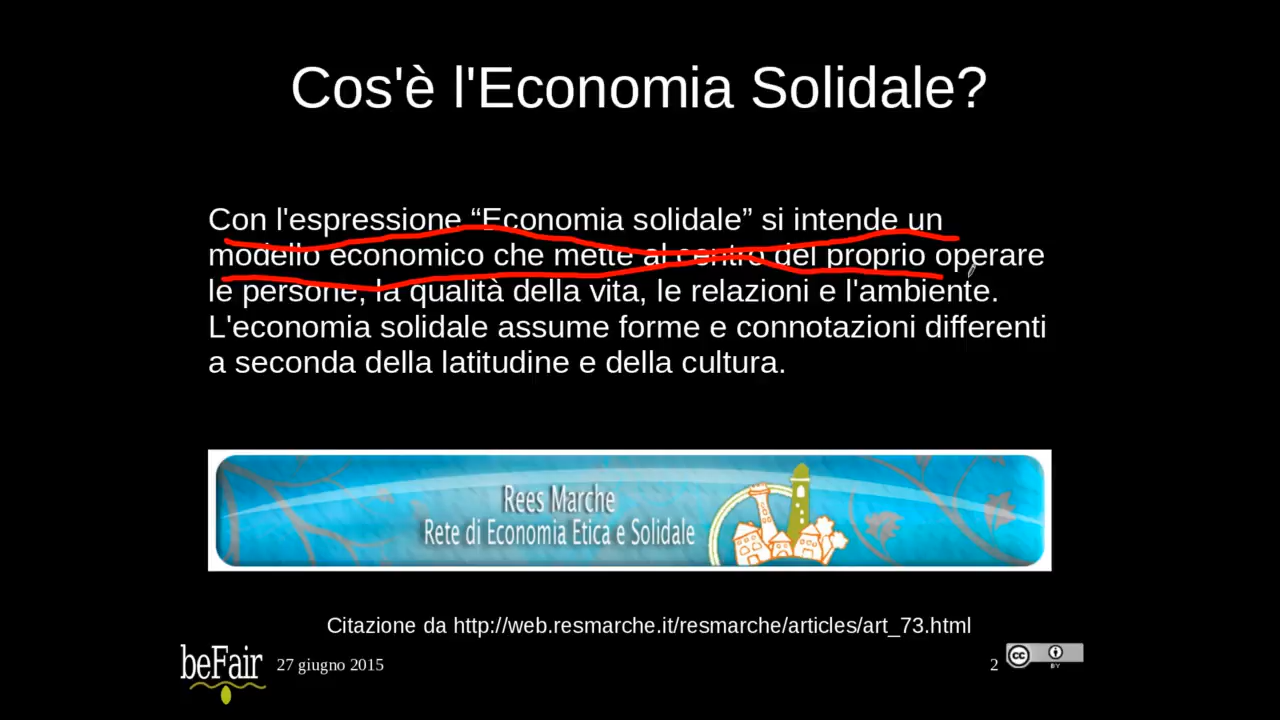 Cos'è l'Economia Solidale?
Con l'espressione “Economia solidale” si intende un
modello economico che mette al centro del proprio operare
le persone, la qualità della vita, le relazioni e l'ambiente.
L'economia solidale assume forme e connotazioni differenti
a seconda della latitudine e della cultura.
Rees Marche
Rete di Economia Etica e Solidale
Citazione da http://web.resmarche.it/resmarche/articles/art_73.html
beFair 27 giugno 2015 2 cc BY